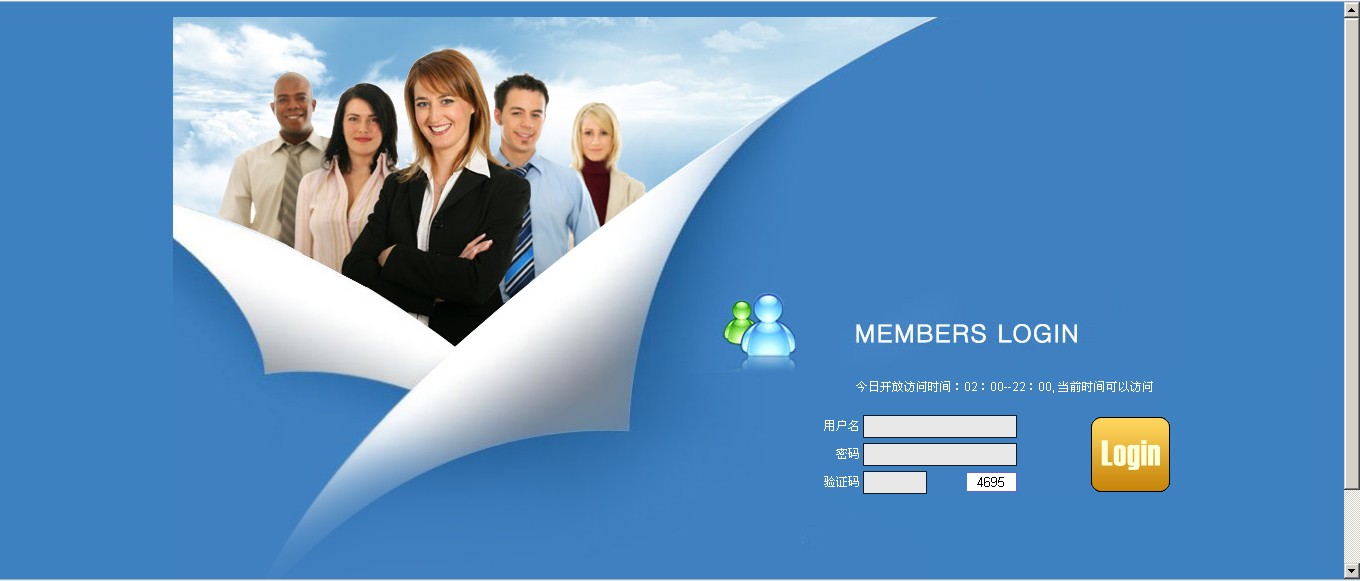 MEMBERS LOGIN
今日开放访问时间：02：00--22：00,当前时间可以访问
用户名
密码
验证码 4695
Login